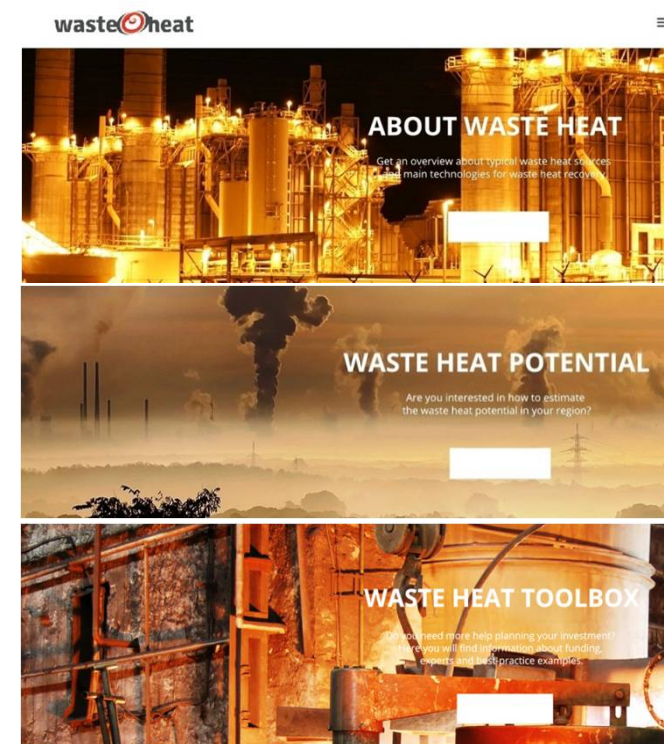 waste heat
ABOUT WASTE HEAT
Get an overview about typical waste heat sources
and main technologies for waste heat recovery.
WASTE HEAT POTENTIAL
Are you interested in how to estimate
the waste heat potential in your region?
WASTE HEAT TOOLBOX
Do you need more help planning your investment?
Here you will find information about funding,
experts and best-practice examples.